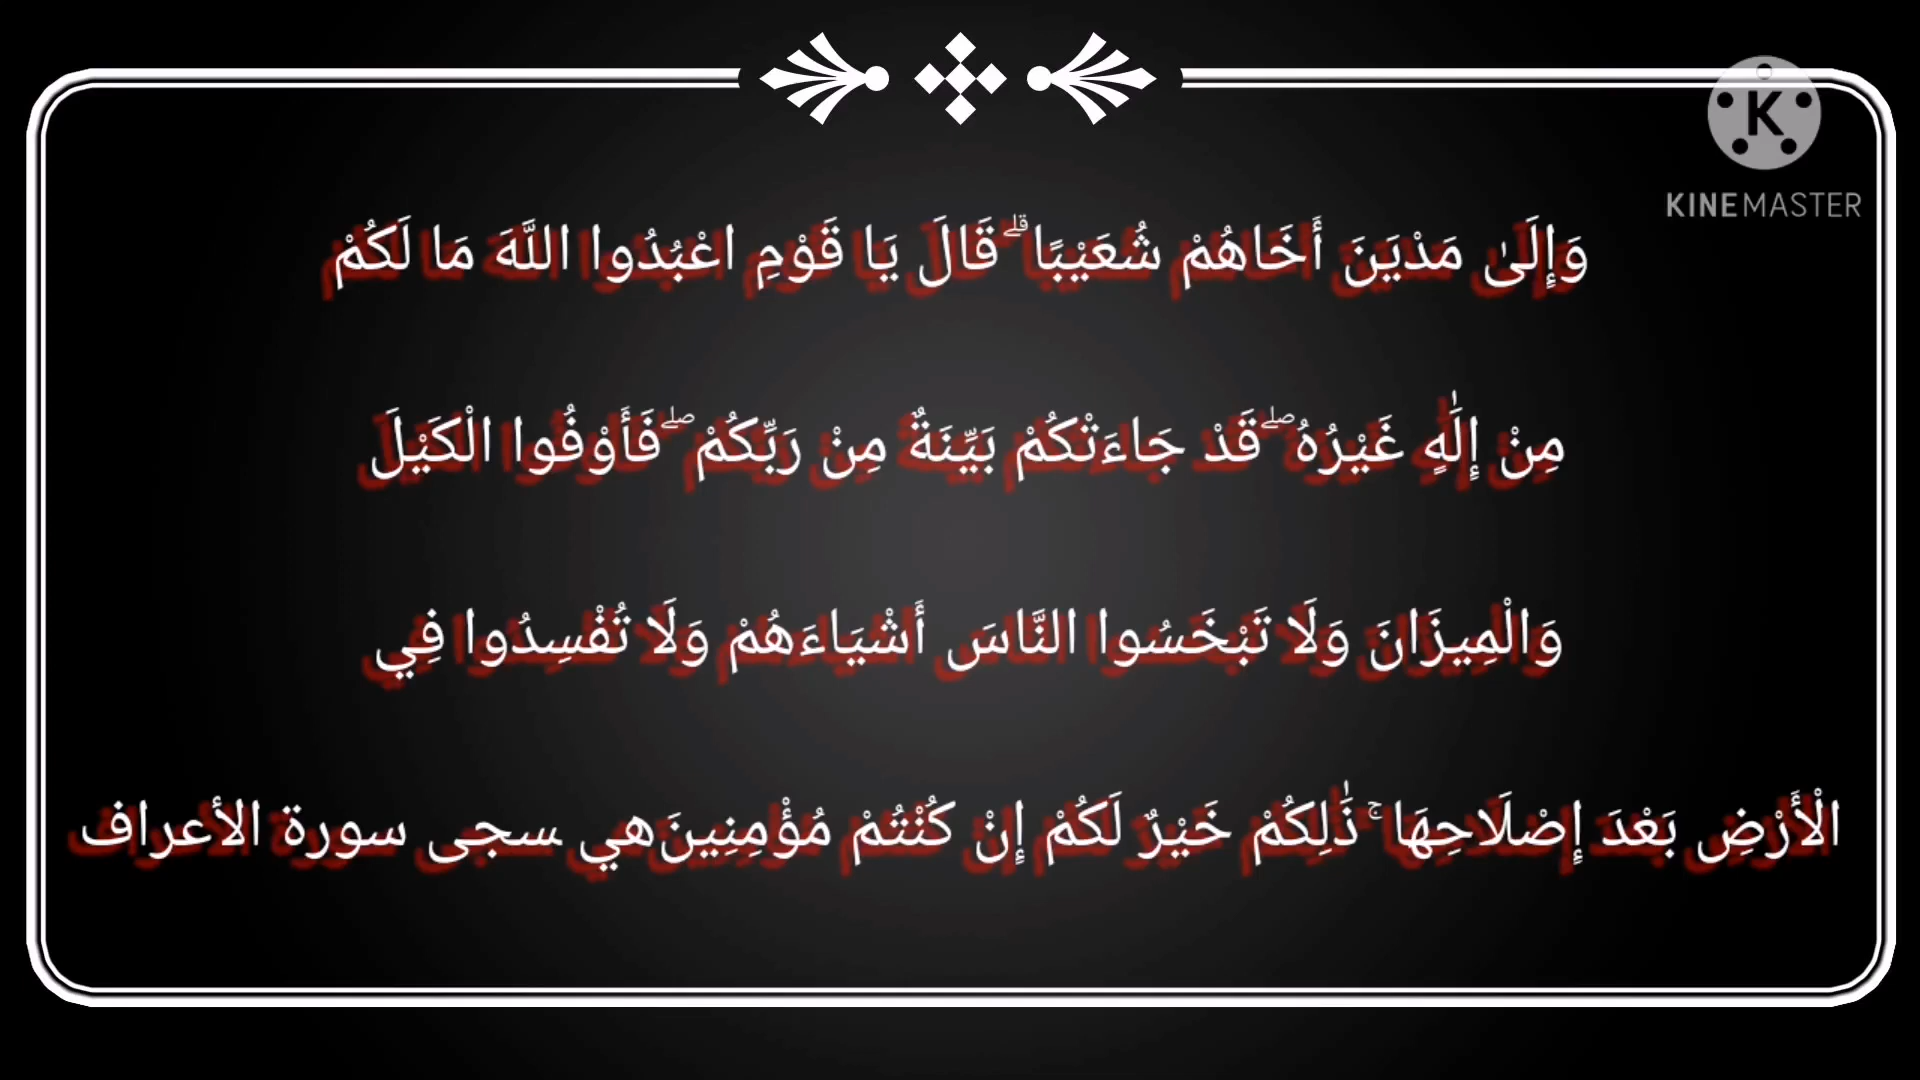 KINEMASTER
وَإِلَىٰ مَدْيَنَ أَخَاهُمْ شُعَيْبًا ۗ قَالَ يَا قَوْمِ اعْبُدُوا اللَّهَ مَا لَكُمْ
مِنْ إِلَٰهٍ غَيْرُهُ ۖ قَدْ جَاءَتْكُمْ بَيِّنَةٌ مِنْ رَبِّكُمْ ۖ فَأَوْفُوا الْكَيْلَ
وَالْمِيزَانَ وَلَا تَبْخَسُوا النَّاسَ أَشْيَاءَهُمْ وَلَا تُفْسِدُوا فِي
الْأَرْضِ بَعْدَ إِصْلَاحِهَا ۚ ذَٰلِكُمْ خَيْرٌ لَكُمْ إِنْ كُنْتُمْ مُؤْمِنِينَهي سجى سورة الأعراف